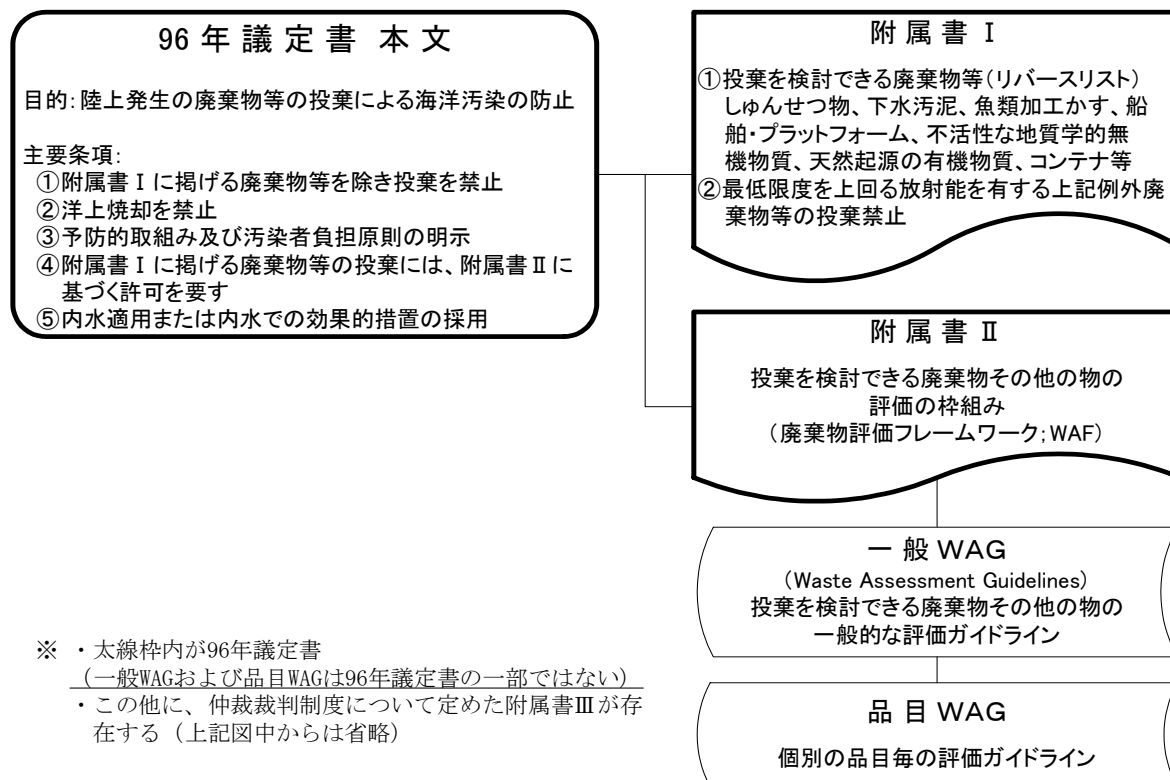 96 年 議 定 書 本 文
目的：陸上発生の廃棄物等の投棄による海洋汚染の防止
主要条項：
①附属書Ⅰに掲げる廃棄物等を除き投棄を禁止
②洋上焼却を禁止
③予防的取組み及び汚染者負担原則の明示
④附属書Ⅰに掲げる廃棄物等の投棄には、附属書Ⅱに
基づく許可を要す
⑤内水適用または内水での効果的措置の採用
附 属 書 Ⅰ
①投棄を検討できる廃棄物等（リバースリスト）
しゅんせつ物、下水汚泥、魚類加工かす、船
舶・プラットフォーム、不活性な地質学的無
機物質、天然起源の有機物質、コンテナ等
②最低限度を上回る放射能を有する上記例外廃
棄物等の投棄禁止
附 属 書 Ⅱ
投棄を検討できる廃棄物その他の物の
評価の枠組み
（廃棄物評価フレームワーク；WAF）
一 般 WAG
（Waste Assessment Guidelines）
投棄を検討できる廃棄物その他の物の
一般的な評価ガイドライン
品 目 WAG
個別の品目毎の評価ガイドライン
※ ・太線枠内が96年議定書
（一般WAGおよび品目WAGは96年議定書の一部ではない）
・この他に、仲裁裁判制度について定めた附属書Ⅲが存
在する（上記図中からは省略）